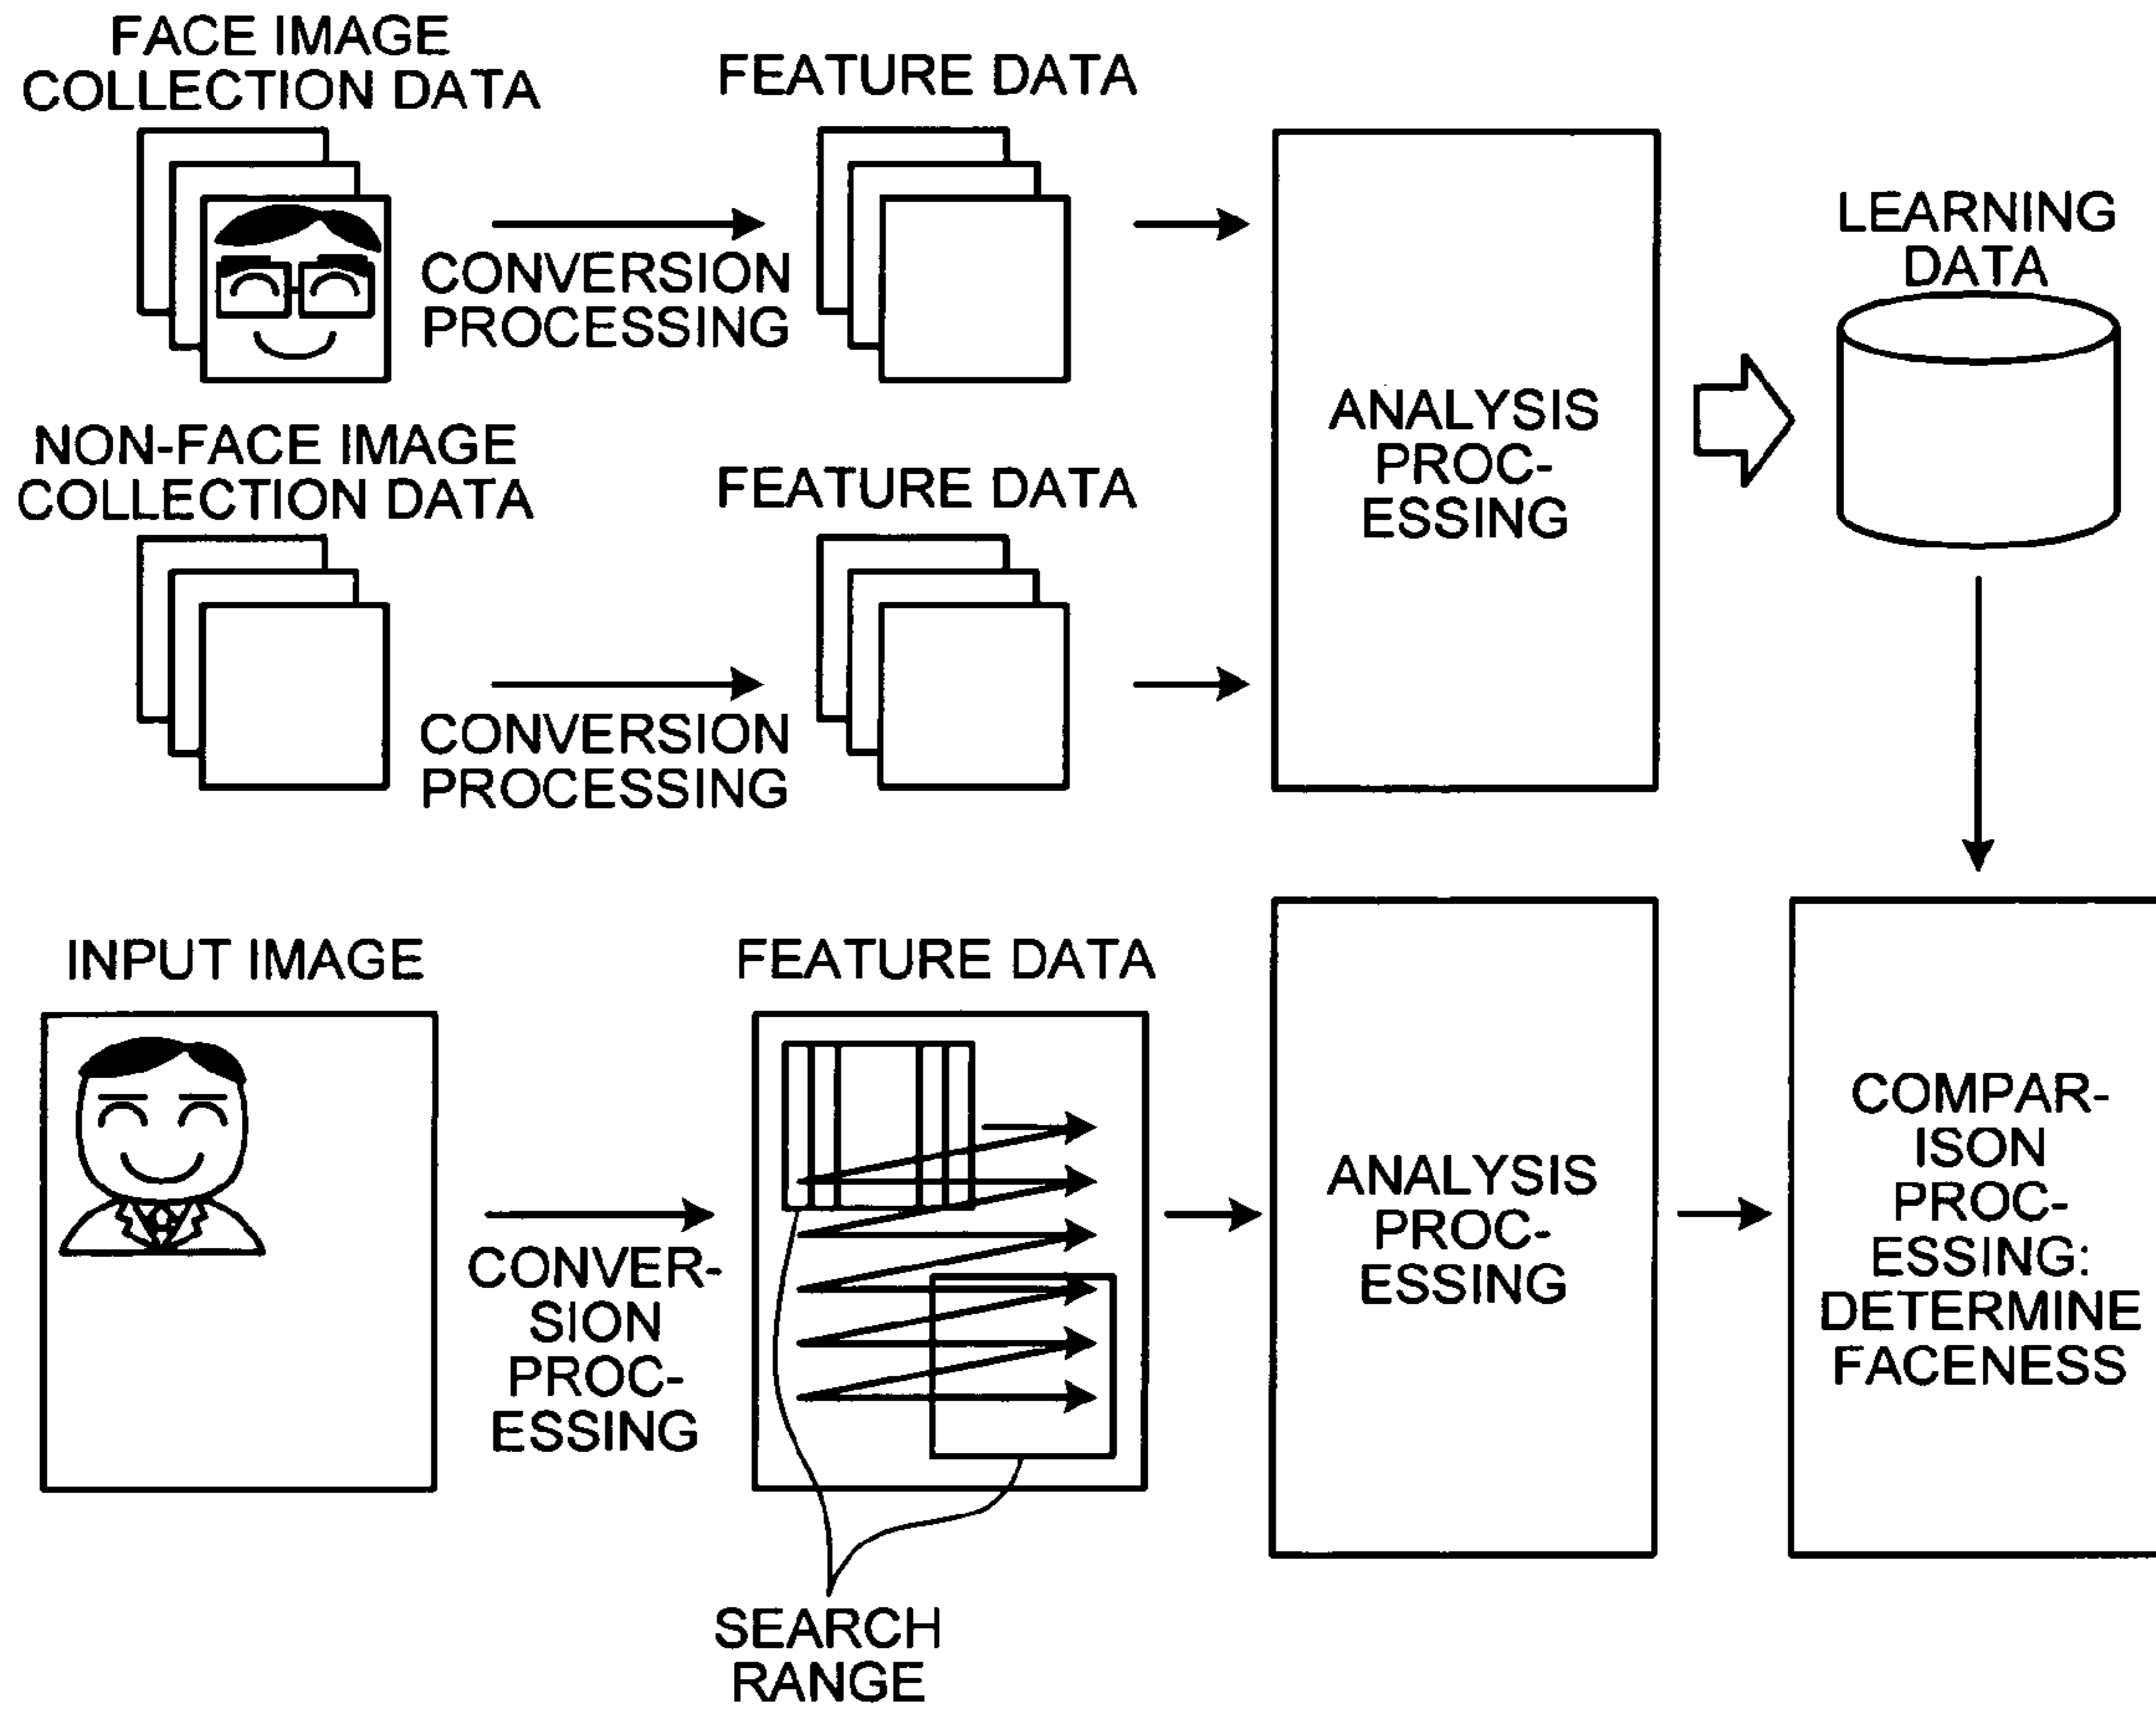 FACE IMAGE
COLLECTION DATA
FEATURE DATA
CONVERSION
PROCESSING
ANALYSIS
PROC-
ESSING
LEARNING
DATA
NON-FACE IMAGE
COLLECTION DATA
FEATURE DATA
CONVERSION
PROCESSING
INPUT IMAGE
FEATURE DATA
CONVER-
SION
PROC-
ESSING
SEARCH
RANGE
ANALYSIS
PROC-
ESSING
COMPAR-
ISON
PROC-
ESSING:
DETERMINE
FACENESS